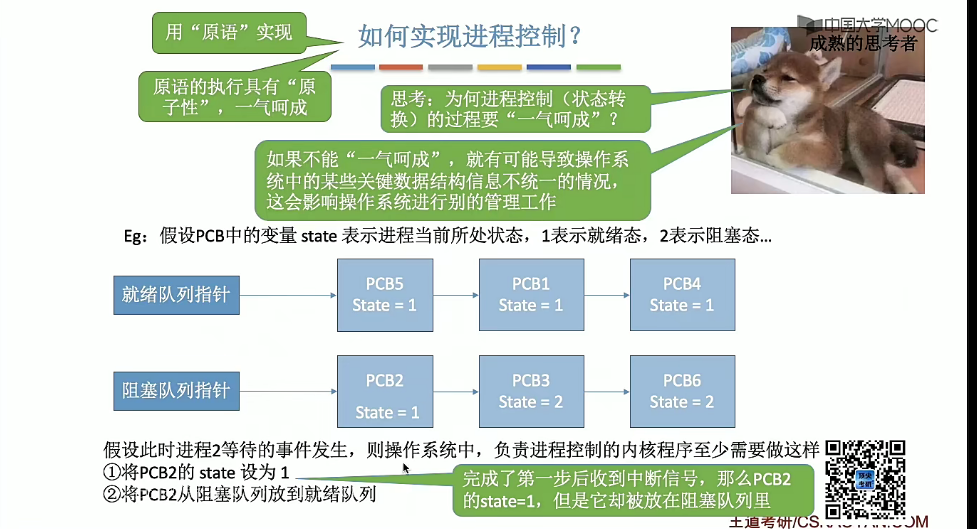 用“原语”实现
如何实现进程控制？
中国大学MOOC
成熟的思考者
原语的执行具有“原
子性”，一气呵成
思考：为何进程控制（状态转
换）的过程要“一气呵成”？
如果不能“一气呵成”，就有可能导致操作系
统中的某些关键数据结构信息不统一的情况，
这会影响操作系统进行别的管理工作
Eg：假设PCB中的变量 state 表示进程当前所处状态，1表示就绪态，2表示阻塞态...
就绪队列指针
PCB5
State = 1
PCB1
State = 1
PCB4
State = 1
阻塞队列指针
PCB2
State = 1
PCB3
State = 2
PCB6
State = 2
假设此时进程2等待的事件发生，则操作系统中，负责进程控制的内核程序至少需要做这样
①将PCB2的 state 设为 1
②将PCB2从阻塞队列放到就绪队列
完成了第一步后收到中断信号，那么PCB2
的state=1，但是它却被放在阻塞队列里
王道考研/CSKAOYAN.COM